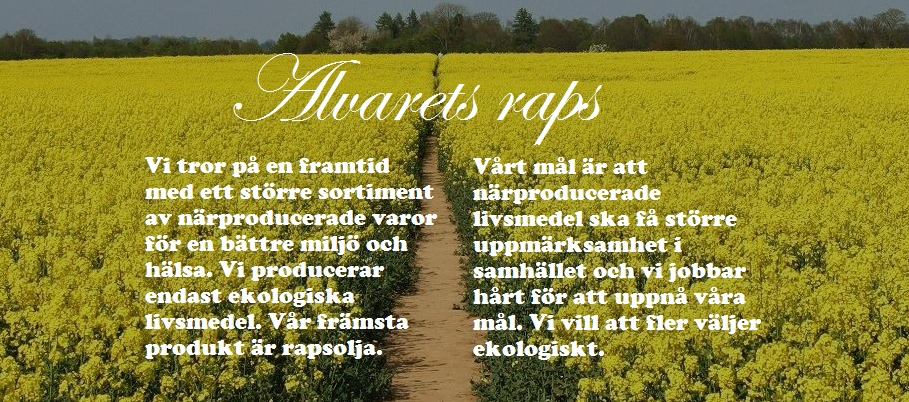 Alvarets raps
Vi tror på en framtid
med ett större sortiment
av närproducerade varor
för en bättre miljö och
hälsa. Vi producerar
endast ekologiska
livsmedel. Vår främsta
produkt är rapsolja.
Vårt mål är att
närproducerade
livsmedel ska få större
uppmärksamhet i
samhället och vi jobbar
hårt för att uppnå våra
mål. Vi vill att fler väljer
ekologiskt.